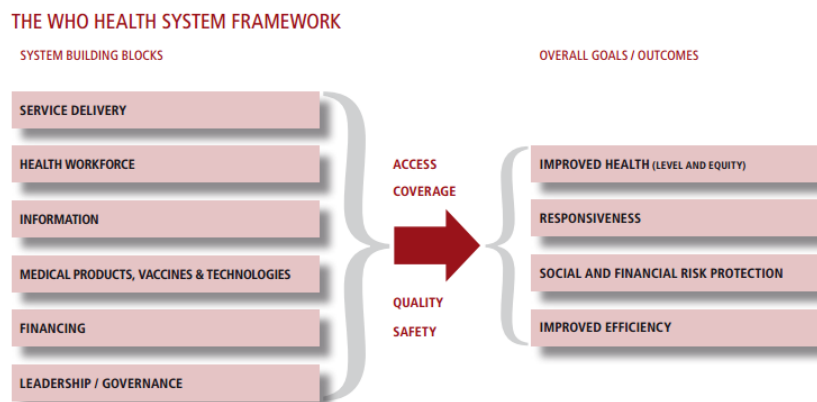 THE WHO HEALTH SYSTEM FRAMEWORK
SYSTEM BUILDING BLOCKS
OVERALL GOALS / OUTCOMES
SERVICE DELIVERY
HEALTH WORKFORCE
INFORMATION
MEDICAL PRODUCTS, VACCINES & TECHNOLOGIES
FINANCING
LEADERSHIP / GOVERNANCE
ACCESS
COVERAGE
QUALITY
SAFETY
IMPROVED HEALTH (LEVEL AND EQUITY)
RESPONSIVENESS
SOCIAL AND FINANCIAL RISK PROTECTION
IMPROVED EFFICIENCY